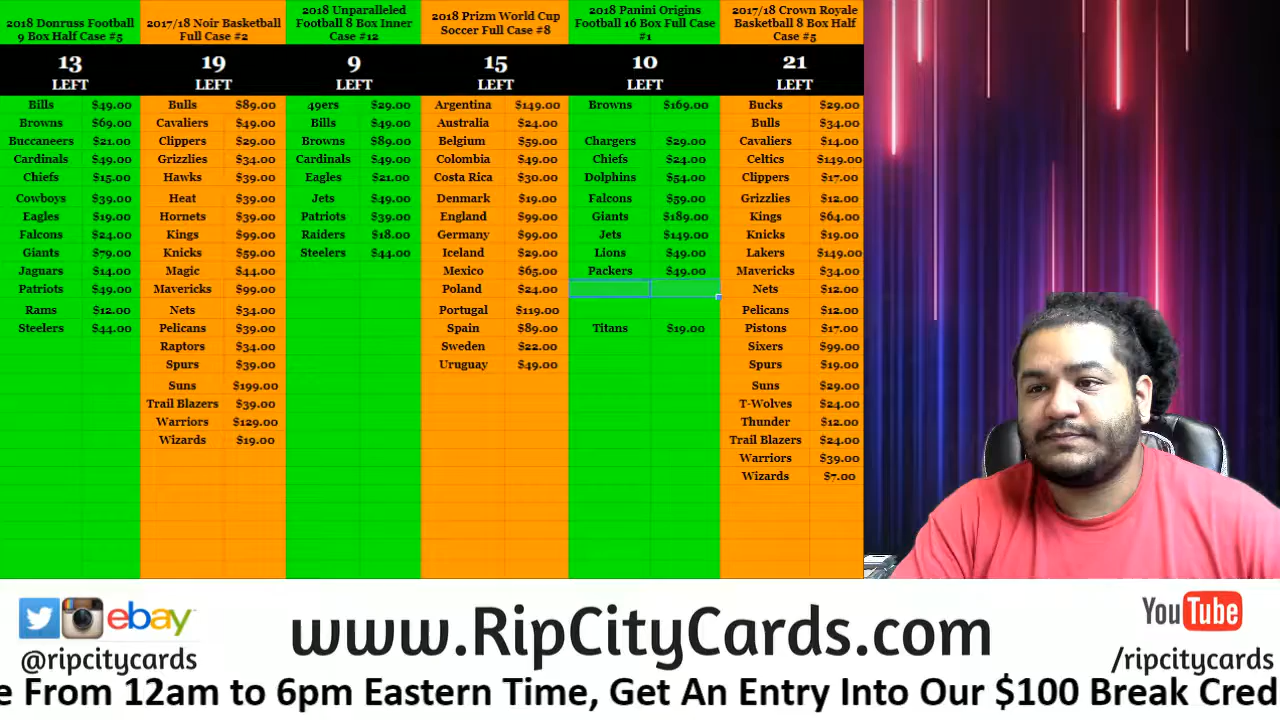 2018 Donruss Football
9 Box Half Case #5
13
LEFT
Bills $49.00
Browns $69.00
Buccaneers $21.00
Cardinals $49.00
Chiefs $15.00
Cowboys $39.00
Eagles $19.00
Falcons $24.00
Giants $79.00
Jaguars $14.00
Patriots $49.00
Rams $12.00
Steelers $44.00
2017/18 Noir Basketball
Full Case #2
19
LEFT
Bulls $89.00
Cavaliers $49.00
Clippers $29.00
Grizzlies $34.00
Hawks $39.00
Heat $39.00
Hornets $39.00
Kings $99.00
Knicks $59.00
Magic $44.00
Mavericks $99.00
Nets $34.00
Pelicans $39.00
Raptors $34.00
Spurs $39.00
Suns $199.00
Trail Blazers $39.00
Warriors $129.00
Wizards $19.00
2018 Unparalleled
Football 8 Box Inner
Case #12
9
LEFT
49ers $29.00
Bills $49.00
Browns $89.00
Cardinals $49.00
Eagles $21.00
Jets $49.00
Patriots $39.00
Raiders $18.00
Steelers $44.00
2018 Prizm World Cup
Soccer Full Case #8
15
LEFT
Argentina $149.00
Australia $24.00
Belgium $59.00
Colombia $49.00
Costa Rica $30.00
Denmark $19.00
England $99.00
Germany $99.00
Iceland $29.00
Mexico $65.00
Poland $24.00
Portugal $119.00
Spain $89.00
Sweden $22.00
Uruguay $49.00
2018 Panini Origins
Football 16 Box Full Case
#1
10
LEFT
Browns $169.00
Chargers $29.00
Chiefs $24.00
Dolphins $54.00
Falcons $59.00
Giants $189.00
Jets $149.00
Lions $49.00
Packers $49.00
Titans $19.00
2017/18 Crown Royale
Basketball 8 Box Half
Case #5
21
LEFT
Bucks $29.00
Bulls $34.00
Cavaliers $14.00
Celtics $149.00
Clippers $17.00
Grizzlies $12.00
Kings $64.00
Knicks $19.00
Lakers $149.00
Mavericks $34.00
Nets $12.00
Pelicans $12.00
Pistons $17.00
Sixers $99.00
Spurs $19.00
Suns $29.00
T-Wolves $24.00
Thunder $12.00
Trail Blazers $24.00
Warriors $39.00
Wizards $7.00
ebay
@ripcitycards
www.RipCityCards.com
YouTube
/ripcitycards
e From 12am to 6pm Eastern Time, Get An Entry Into Our $100 Break Cred